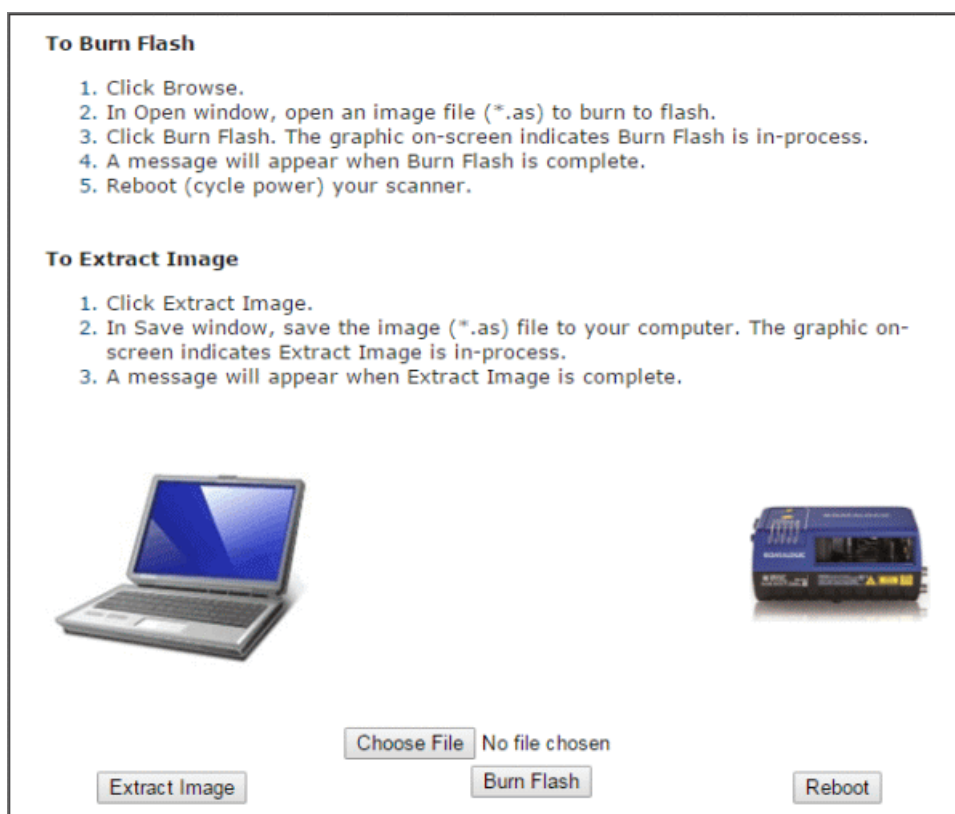 To Burn Flash
1. Click Browse.
2. In Open window, open an image file (*.as) to burn to flash.
3. Click Burn Flash. The graphic on-screen indicates Burn Flash is in-process.
4. A message will appear when Burn Flash is complete.
5. Reboot (cycle power) your scanner.
To Extract Image
1. Click Extract Image.
2. In Save window, save the image (*.as) file to your computer. The graphic on-
screen indicates Extract Image is in-process.
3. A message will appear when Extract Image is complete.
DATALOGIC
Choose File No file chosen
Extract Image
Burn Flash
Reboot